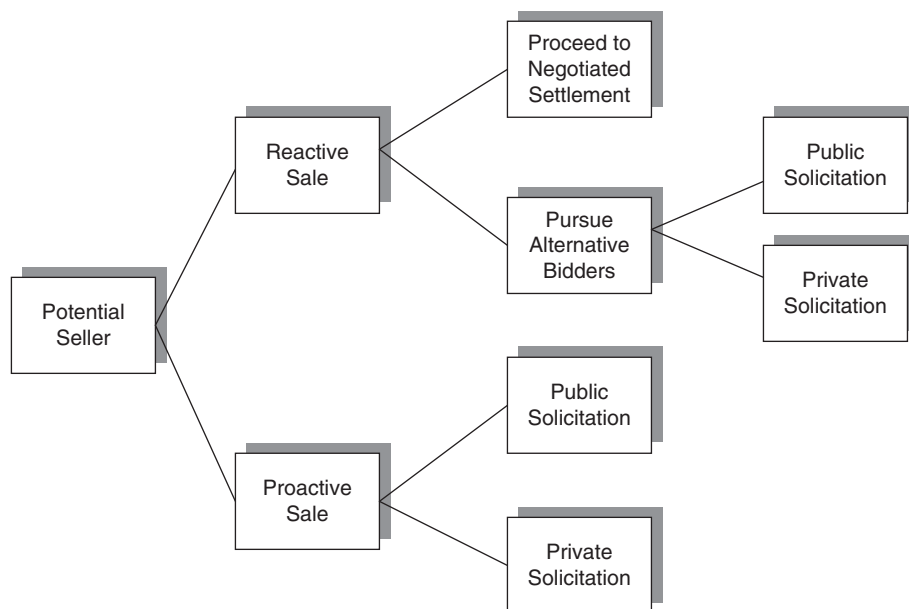 Proceed to
Negotiated
Settlement
Reactive
Sale
Public
Solicitation
Pursue
Alternative
Bidders
Private
Solicitation
Potential
Seller
Public
Solicitation
Proactive
Sale
Private
Solicitation